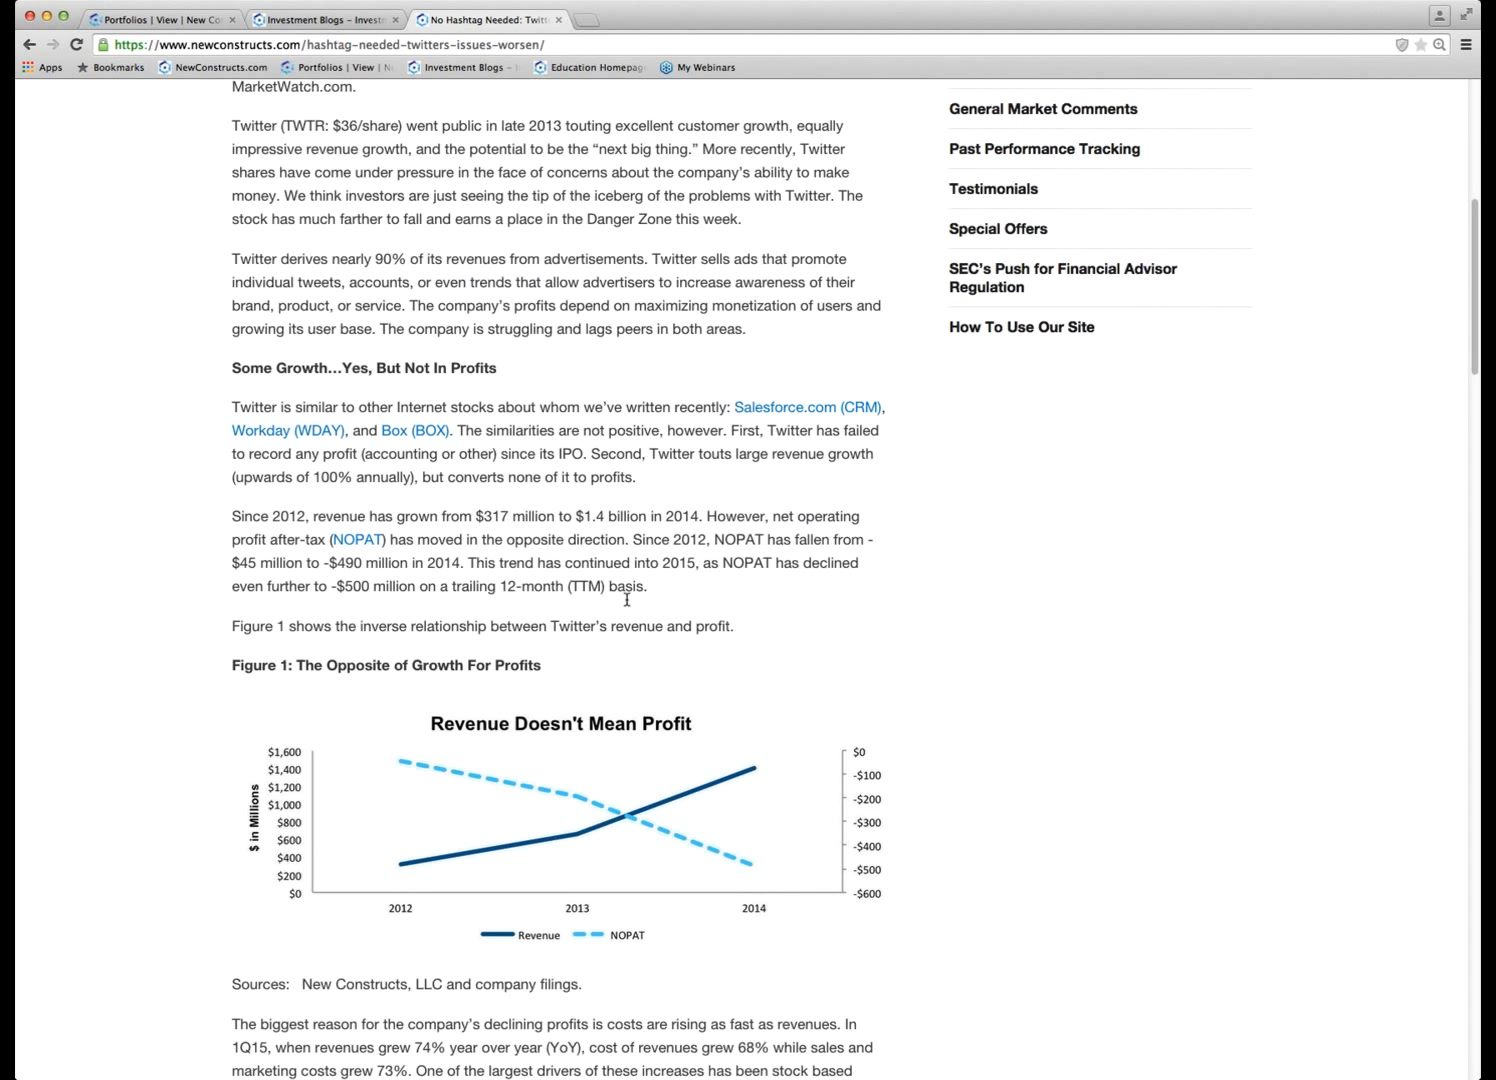 Portfolios | View | New Co
Investment Blogs – Invest
No Hashtag Needed: Twitt
https://www.newconstructs.com/hashtag-needed-twitters-issues-worsen/
Apps
Bookmarks
NewConstructs.com
Portfolios | View | N
Investment Blogs –
Education Homepag
My Webinars
MarketWatch.com.
Twitter (TWTR: $36/share) went public in late 2013 touting excellent customer growth, equally
impressive revenue growth, and the potential to be the “next big thing.” More recently, Twitter
shares have come under pressure in the face of concerns about the company’s ability to make
money. We think investors are just seeing the tip of the iceberg of the problems with Twitter. The
stock has much farther to fall and earns a place in the Danger Zone this week.
Twitter derives nearly 90% of its revenues from advertisements. Twitter sells ads that promote
individual tweets, accounts, or even trends that allow advertisers to increase awareness of their
brand, product, or service. The company’s profits depend on maximizing monetization of users and
growing its user base. The company is struggling and lags peers in both areas.
Some Growth…Yes, But Not In Profits
Twitter is similar to other Internet stocks about whom we’ve written recently: Salesforce.com (CRM),
Workday (WDAY), and Box (BOX). The similarities are not positive, however. First, Twitter has failed
to record any profit (accounting or other) since its IPO. Second, Twitter touts large revenue growth
(upwards of 100% annually), but converts none of it to profits.
Since 2012, revenue has grown from $317 million to $1.4 billion in 2014. However, net operating
profit after-tax (NOPAT) has moved in the opposite direction. Since 2012, NOPAT has fallen from -
$45 million to -$490 million in 2014. This trend has continued into 2015, as NOPAT has declined
even further to -$500 million on a trailing 12-month (TTM) basis.
Figure 1 shows the inverse relationship between Twitter’s revenue and profit.
Figure 1: The Opposite of Growth For Profits
Revenue Doesn't Mean Profit
$ in Millions
$1,600
$1,400
$1,200
$1,000
$800
$600
$400
$200
$0
$0
-$100
-$200
-$300
-$400
-$500
-$600
2012
2013
2014
Revenue
NOPAT
Sources: New Constructs, LLC and company filings.
The biggest reason for the company’s declining profits is costs are rising as fast as revenues. In
1Q15, when revenues grew 74% year over year (YoY), cost of revenues grew 68% while sales and
marketing costs grew 73%. One of the largest drivers of these increases has been stock based
General Market Comments
Past Performance Tracking
Testimonials
Special Offers
SEC’s Push for Financial Advisor
Regulation
How To Use Our Site